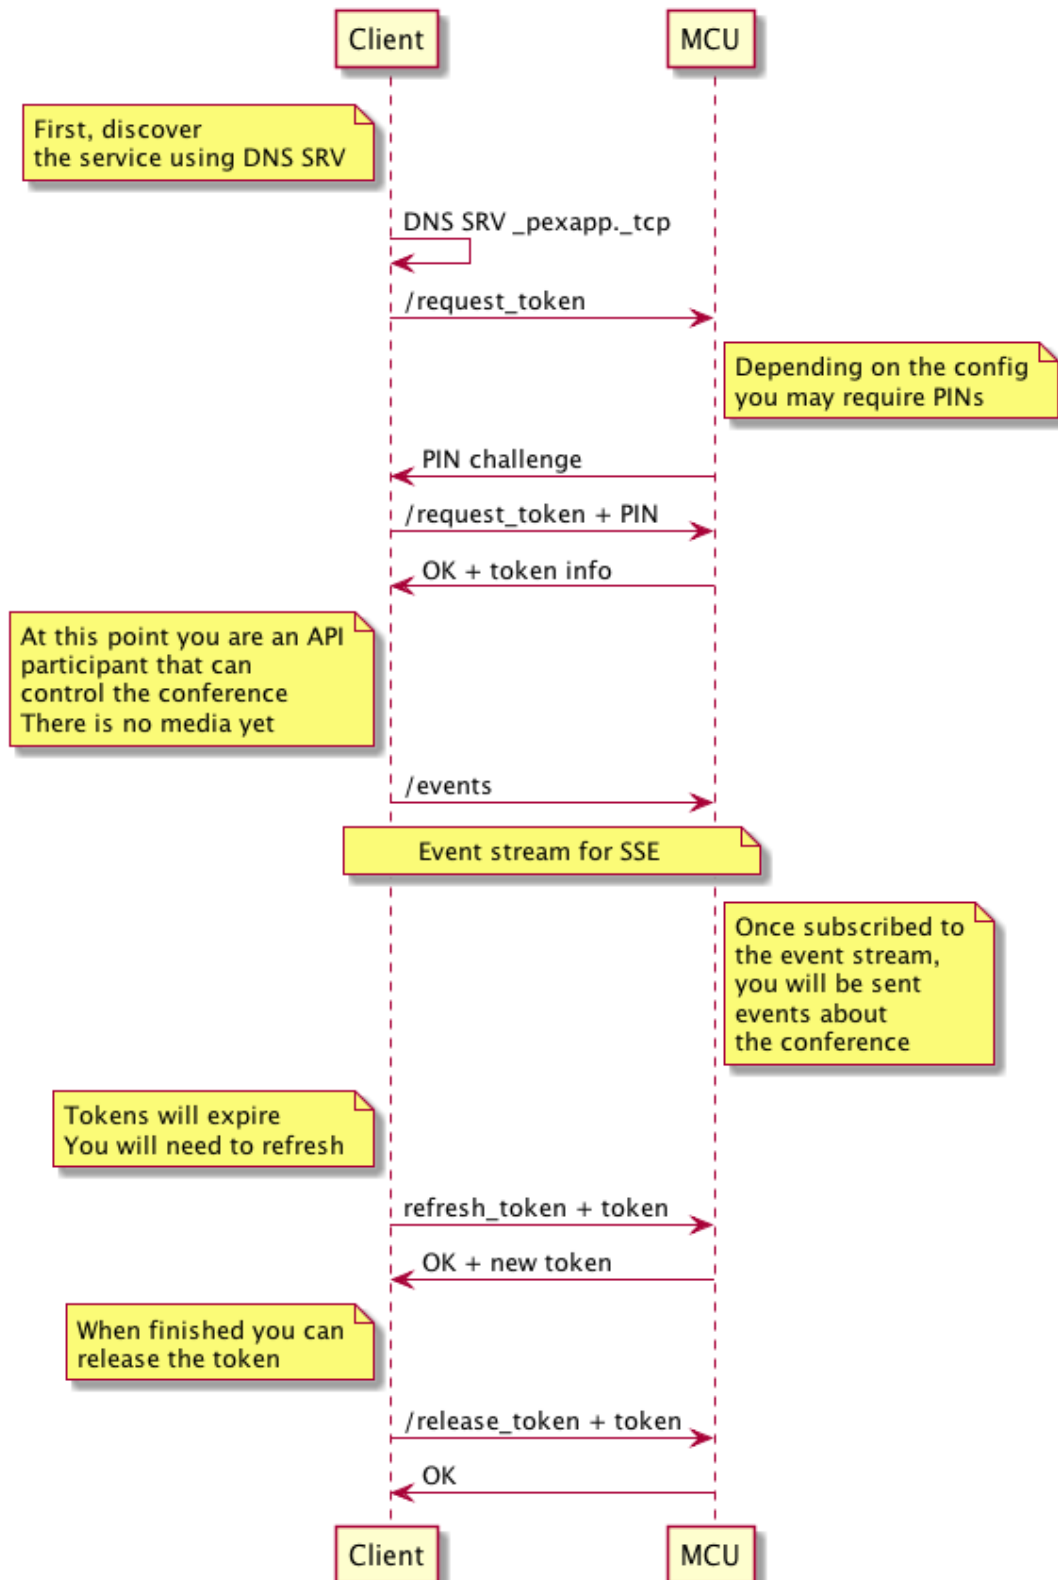 Client
MCU
First, discover
the service using DNS SRV
DNS SRV _pexapp._tcp
/request_token
Depending on the config
you may require PINs
PIN challenge
/request_token + PIN
OK + token info
At this point you are an API
participant that can
control the conference
There is no media yet
/events
Event stream for SSE
Once subscribed to
the event stream,
you will be sent
events about
the conference
Tokens will expire
You will need to refresh
refresh_token + token
OK + new token
When finished you can
release the token
/release_token + token
OK
Client
MCU